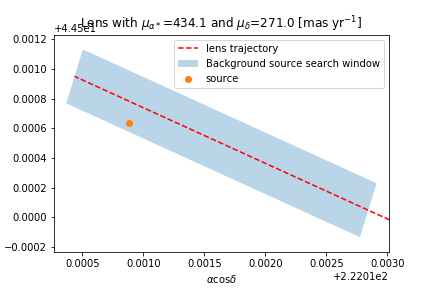 Lens with μα*=434.1 and μδ=271.0 [mas yr⁻¹]
+4.45e1
0.0012
0.0010
0.0008
0.0006
0.0004
0.0002
0.0000
−0.0002
lens trajectory
Background source search window
source
0.0005 0.0010 0.0015 0.0020 0.0025 0.0030
+2.2201e2
αcosδ